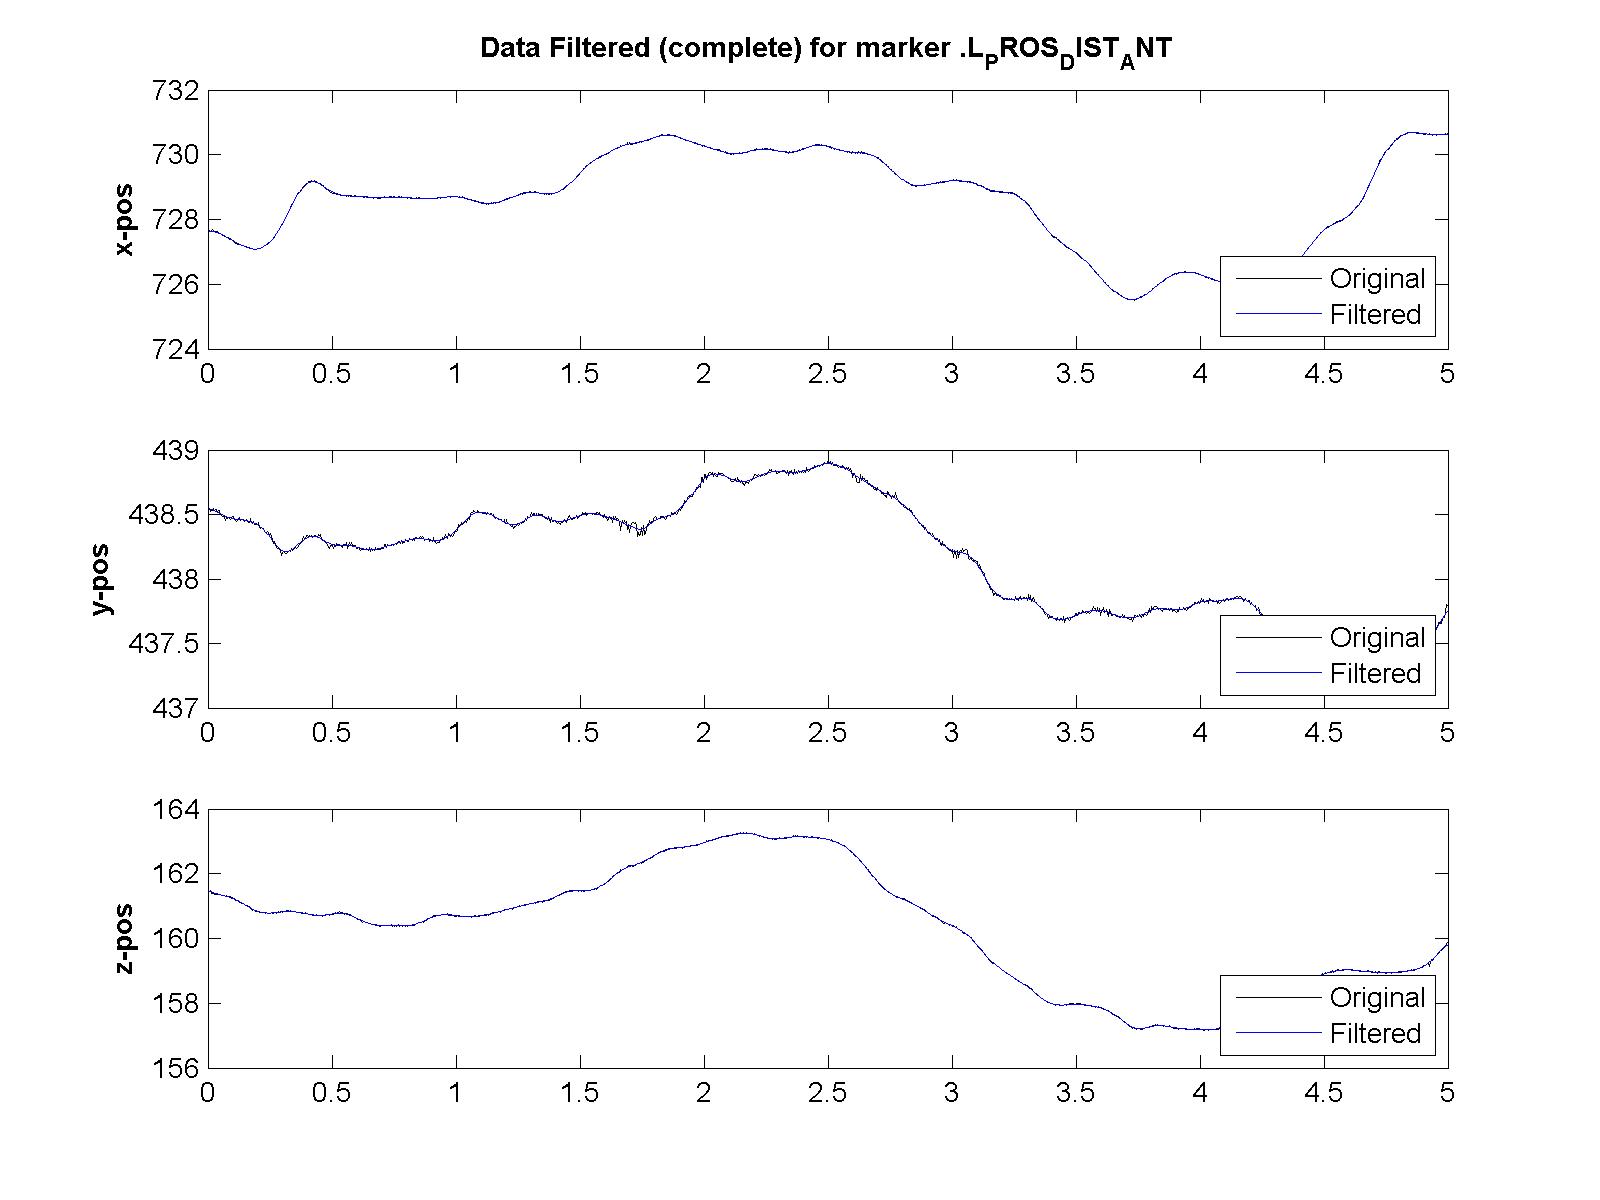 Data Filtered (complete) for marker .LPROSDISTANT
732
730
728
726
724
x-pos
0 0.5 1 1.5 2 2.5 3 3.5 4 4.5 5
Original
Filtered
439
438.5
438
437.5
437
y-pos
0 0.5 1 1.5 2 2.5 3 3.5 4 4.5 5
Original
Filtered
164
162
160
158
156
z-pos
0 0.5 1 1.5 2 2.5 3 3.5 4 4.5 5
Original
Filtered